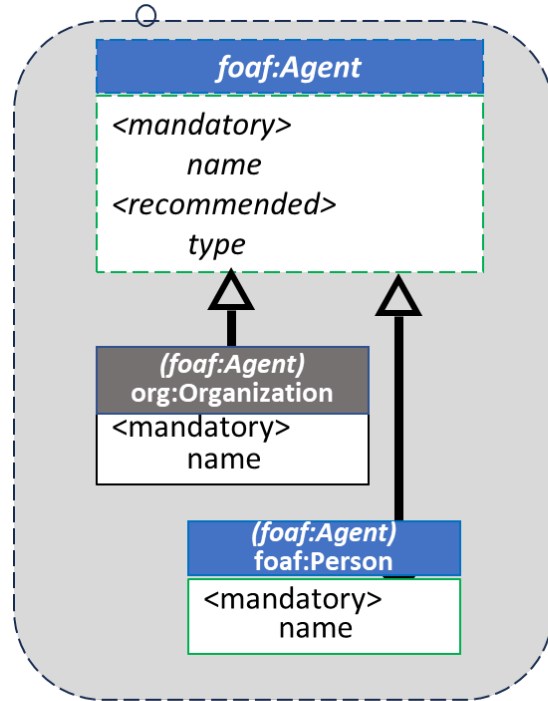 foaf:Agent
<mandatory>
name
<recommended>
type
(foaf:Agent)
org:Organization
<mandatory>
name
(foaf:Agent)
foaf:Person
<mandatory>
name